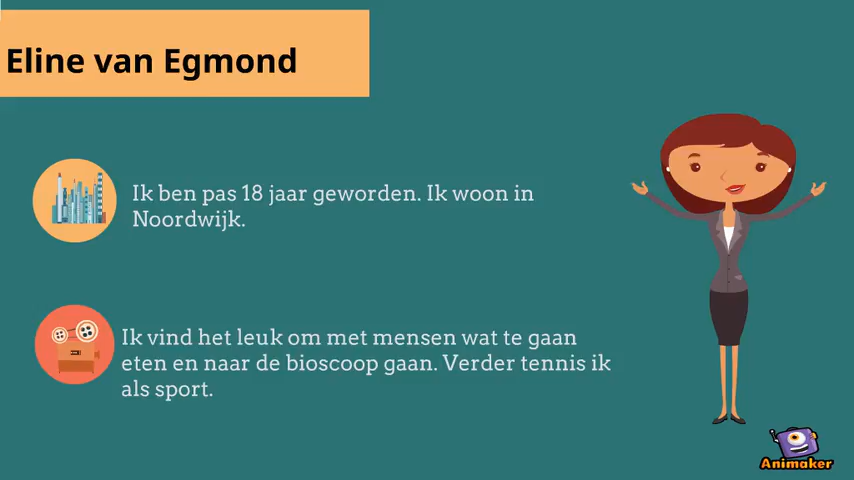 Eline van Egmond
Ik ben pas 18 jaar geworden. Ik woon in
Noordwijk.
Ik vind het leuk om met mensen wat te gaan
eten en naar de bioscoop gaan. Verder tennis ik
als sport.
Animaker